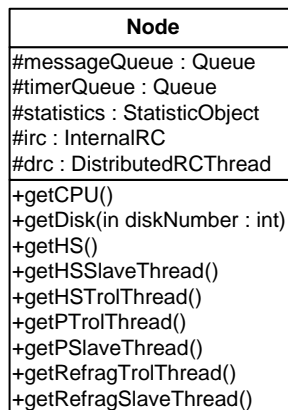 Node
#messageQueue : Queue
#timerQueue : Queue
#statistics : StatisticObject
#irc : InternalRC
#drc : DistributedRCThread
+getCPU()
+getDisk(in diskNumber : int)
+getHS()
+getHSSlaveThread()
+getHSTrolThread()
+getPTrolThread()
+getPSlaveThread()
+getRefragTrolThread()
+getRefragSlaveThread()